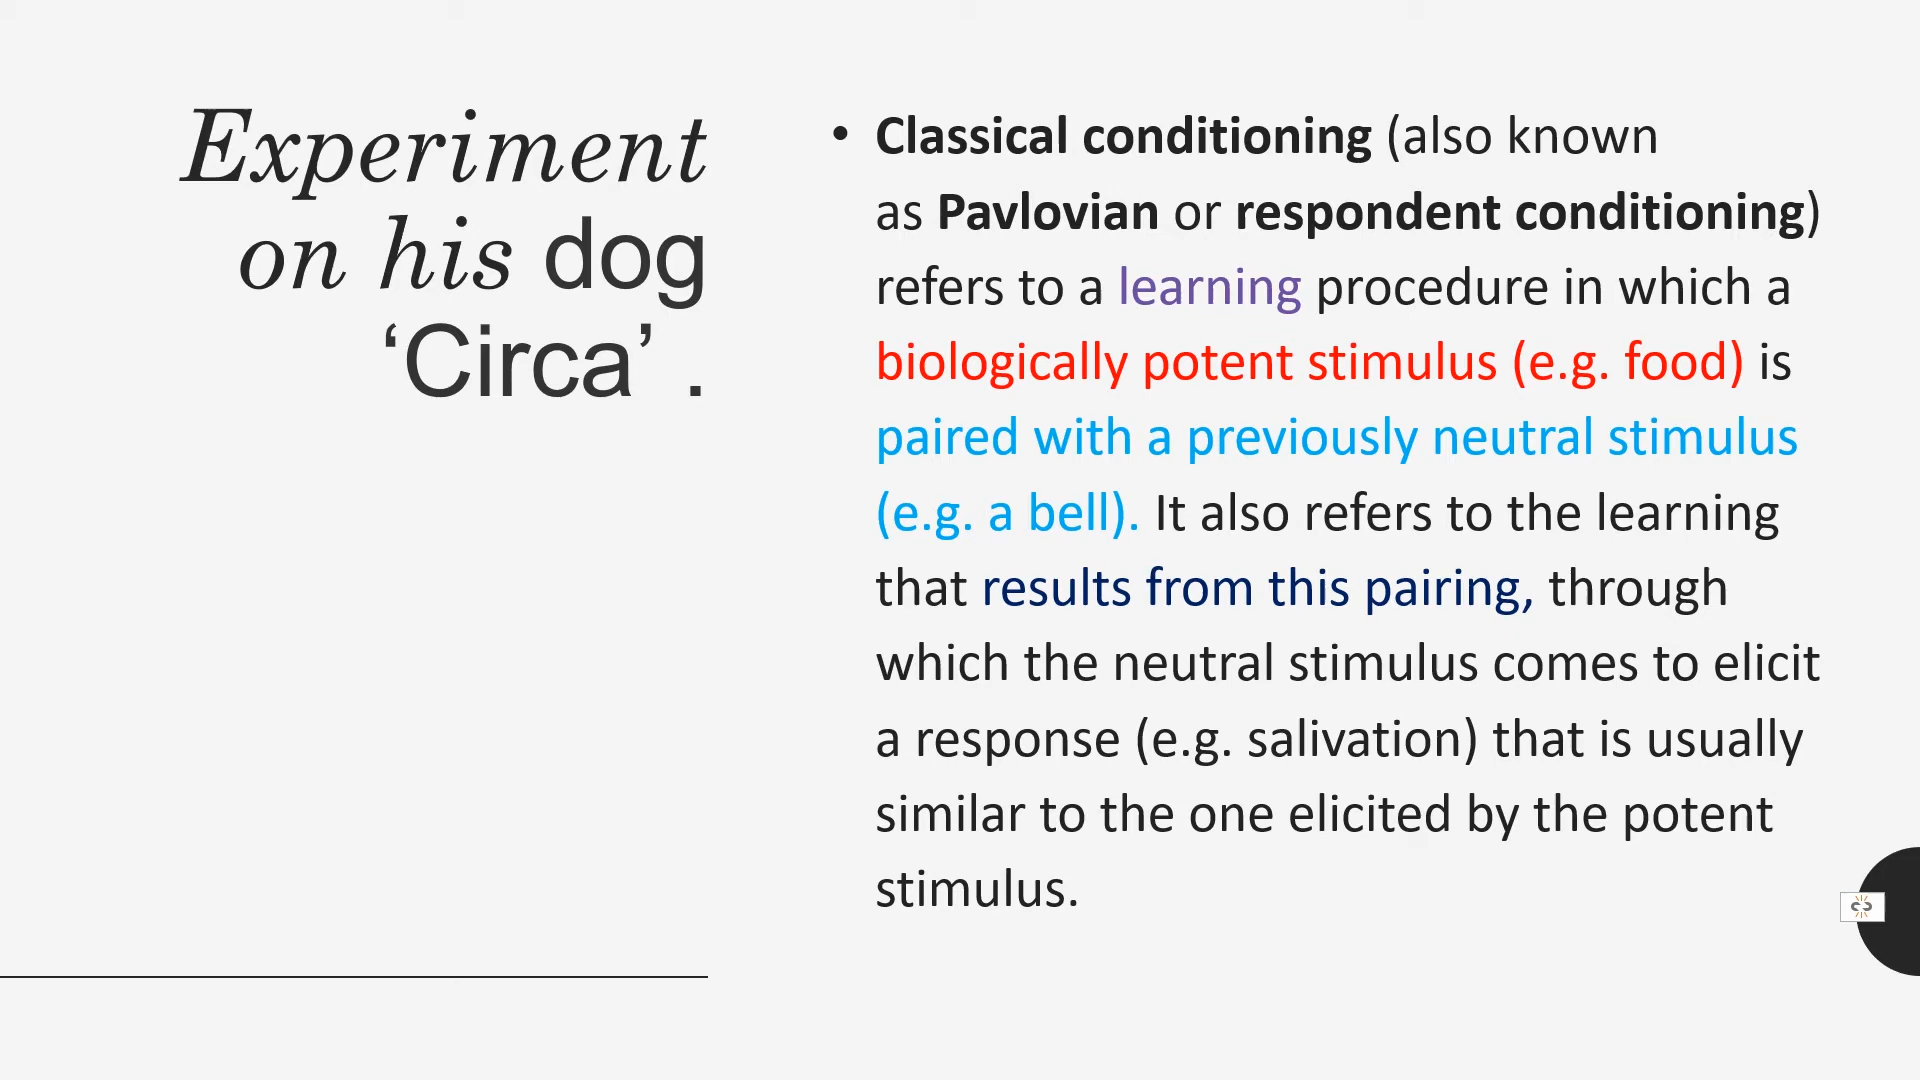 Experiment
on his dog
‘Circa’ .
• Classical conditioning (also known
as Pavlovian or respondent conditioning)
refers to a learning procedure in which a
biologically potent stimulus (e.g. food) is
paired with a previously neutral stimulus
(e.g. a bell). It also refers to the learning
that results from this pairing, through
which the neutral stimulus comes to elicit
a response (e.g. salivation) that is usually
similar to the one elicited by the potent
stimulus.